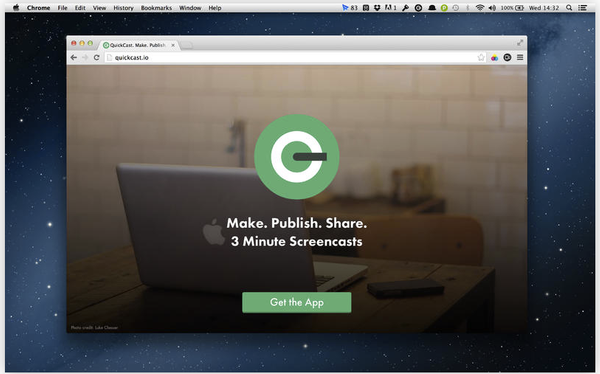 Chrome File Edit View History Bookmarks Window Help 83 1 100% Wed 14:32
QuickCast. Make. Publish.
quickcast.io
Make. Publish. Share.
3 Minute Screencasts
Get the App
Photo credit: Luke Chesser